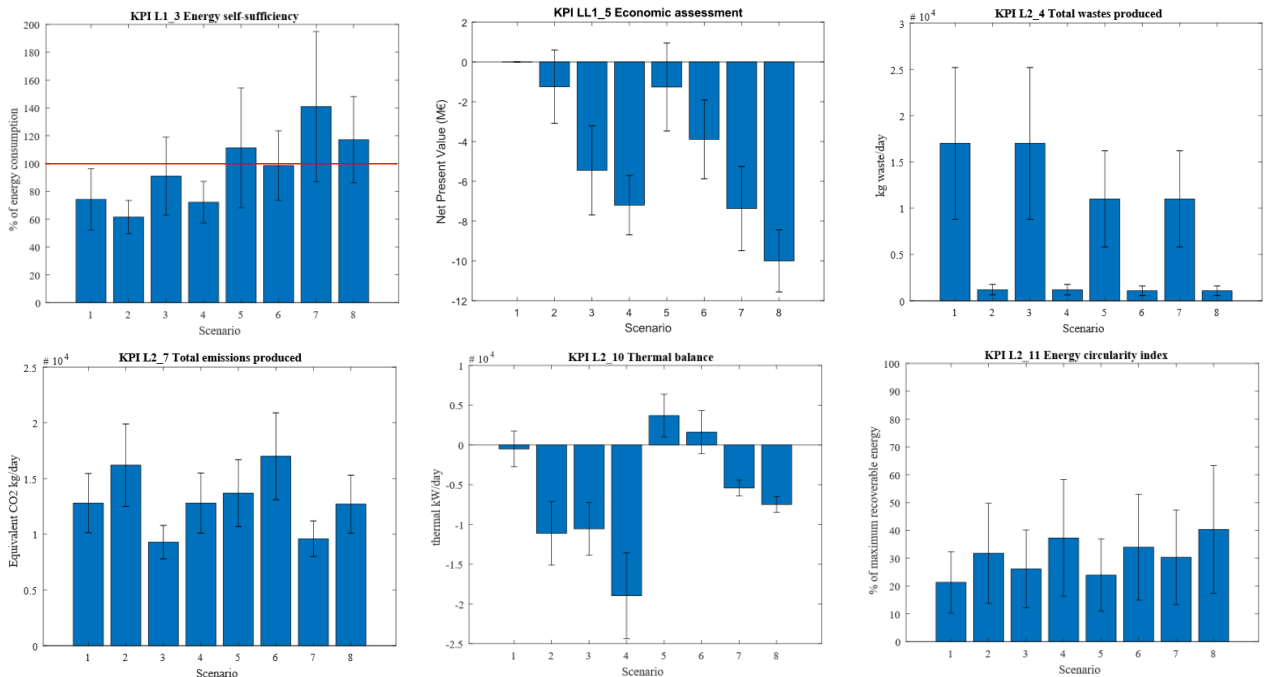 KPI L1_3 Energy self-sufficiency
200
180
160
140
120
100
80
60
40
20
0
% of energy consumption
1 2 3 4 5 6 7 8
Scenario
KPI LL1_5 Economic assessment
2
0
-2
-4
-6
-8
-10
-12
Net Present Value (M€)
1 2 3 4 5 6 7 8
Scenario
KPI L2_4 Total wastes produced
# 10 4
3
2.5
2
1.5
1
0.5
0
kg waste/day
1 2 3 4 5 6 7 8
Scenario
KPI L2_7 Total emissions produced
# 10 4
2.5
2
1.5
1
0.5
0
Equivalent CO2 kg/day
1 2 3 4 5 6 7 8
Scenario
KPI L2_10 Thermal balance
# 10 4
1
0.5
0
-0.5
-1
-1.5
-2
-2.5
thermal kW/day
1 2 3 4 5 6 7 8
Scenario
KPI L2_11 Energy circularity index
100
90
80
70
60
50
40
30
20
10
0
% of maximum recoverable energy
1 2 3 4 5 6 7 8
Scenario